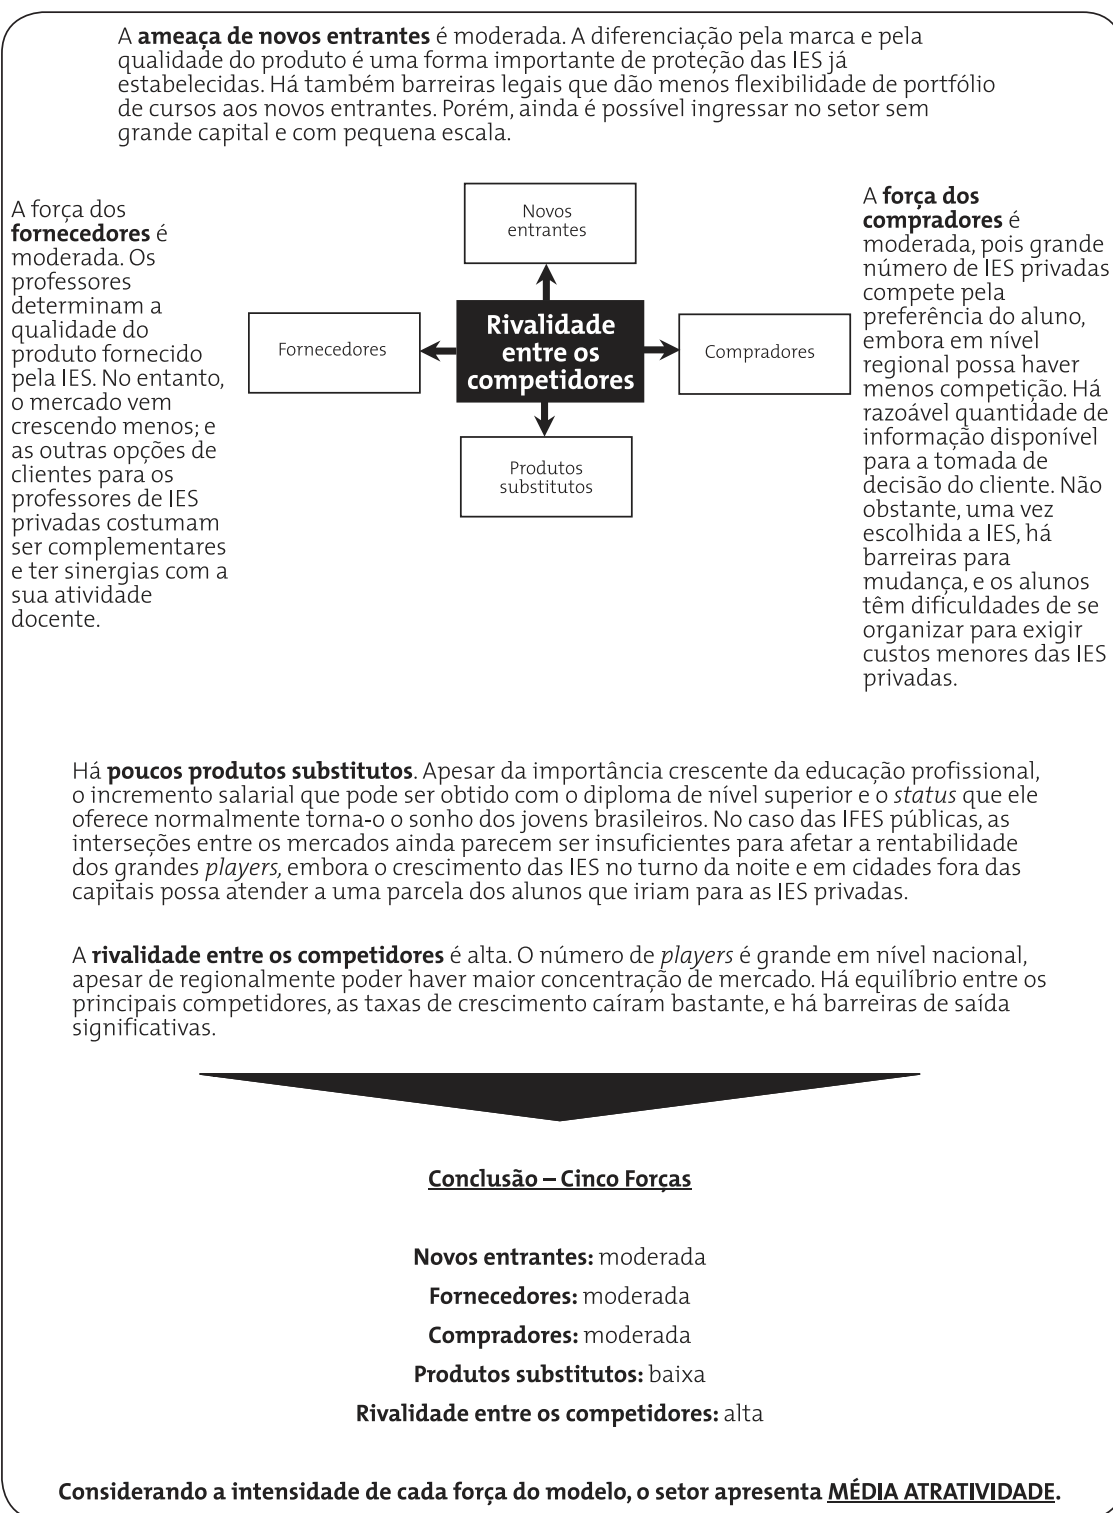 A ameaça de novos entrantes é moderada. A diferenciação pela marca e pela
qualidade do produto é uma forma importante de proteção das IES já
estabelecidas. Há também barreiras legais que dão menos flexibilidade de portfólio
de cursos aos novos entrantes. Porém, ainda é possível ingressar no setor sem
grande capital e com pequena escala.
A força dos
fornecedores é
moderada. Os
professores
determinam a
qualidade do
produto fornecido
pela IES. No entanto,
o mercado vem
crescendo menos; e
as outras opções de
clientes para os
professores de IES
privadas costumam
ser complementares
e ter sinergias com a
sua atividade
docente.
Novos
entrantes
Fornecedores
Rivalidade
entre os
competidores
Compradores
Produtos
substitutos
A força dos
compradores é
moderada, pois grande
número de IES privadas
compete pela
preferência do aluno,
embora em nível
regional possa haver
menos competição. Há
razoável quantidade de
informação disponível
para a tomada de
decisão do cliente. Não
obstante, uma vez
escolhida a IES, há
barreiras para
mudança, e os alunos
têm dificuldades de se
organizar para exigir
custos menores das IES
privadas.
Há poucos produtos substitutos. Apesar da importância crescente da educação profissional,
o incremento salarial que pode ser obtido com o diploma de nível superior e o status que ele
oferece normalmente torna-o o sonho dos jovens brasileiros. No caso das IFES públicas, as
interseções entre os mercados ainda parecem ser insuficientes para afetar a rentabilidade
dos grandes players, embora o crescimento das IES no turno da noite e em cidades fora das
capitais possa atender a uma parcela dos alunos que iriam para as IES privadas.
A rivalidade entre os competidores é alta. O número de players é grande em nível nacional,
apesar de regionalmente poder haver maior concentração de mercado. Há equilíbrio entre os
principais competidores, as taxas de crescimento caíram bastante, e há barreiras de saída
significativas.
Conclusão – Cinco Forças
Novos entrantes: moderada
Fornecedores: moderada
Compradores: moderada
Produtos substitutos: baixa
Rivalidade entre os competidores: alta
Considerando a intensidade de cada força do modelo, o setor apresenta MÉDIA ATRATIVIDADE.